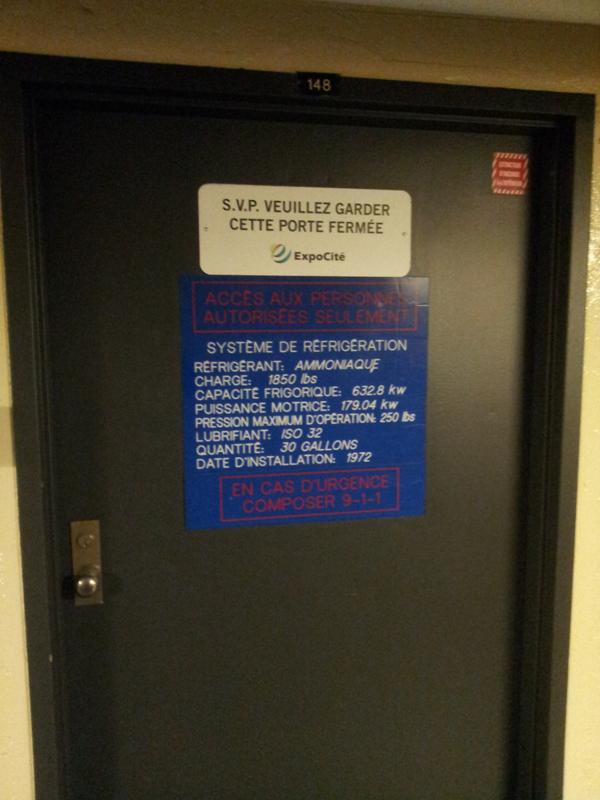 148
S.V.P. VEUILLEZ GARDER
CETTE PORTE FERMÉE
ExpoCité
ACCÈS AUX PERSONNES
AUTORISÉES SEULEMENT
SYSTÈME DE RÉFRIGÉRATION
RÉFRIGÉRANT: AMMONIAQUE
CHARGE: 1850 lbs
CAPACITÉ FRIGORIQUE: 632.8 kw
PUISSANCE MOTRICE: 179.04 kw
PRESSION MAXIMUM D'OPÉRATION: 250 lbs
LUBRIFIANT: ISO 32
QUANTITÉ: 30 GALLONS
DATE D'INSTALLATION: 1972
EN CAS D'URGENCE
COMPOSER 9-1-1